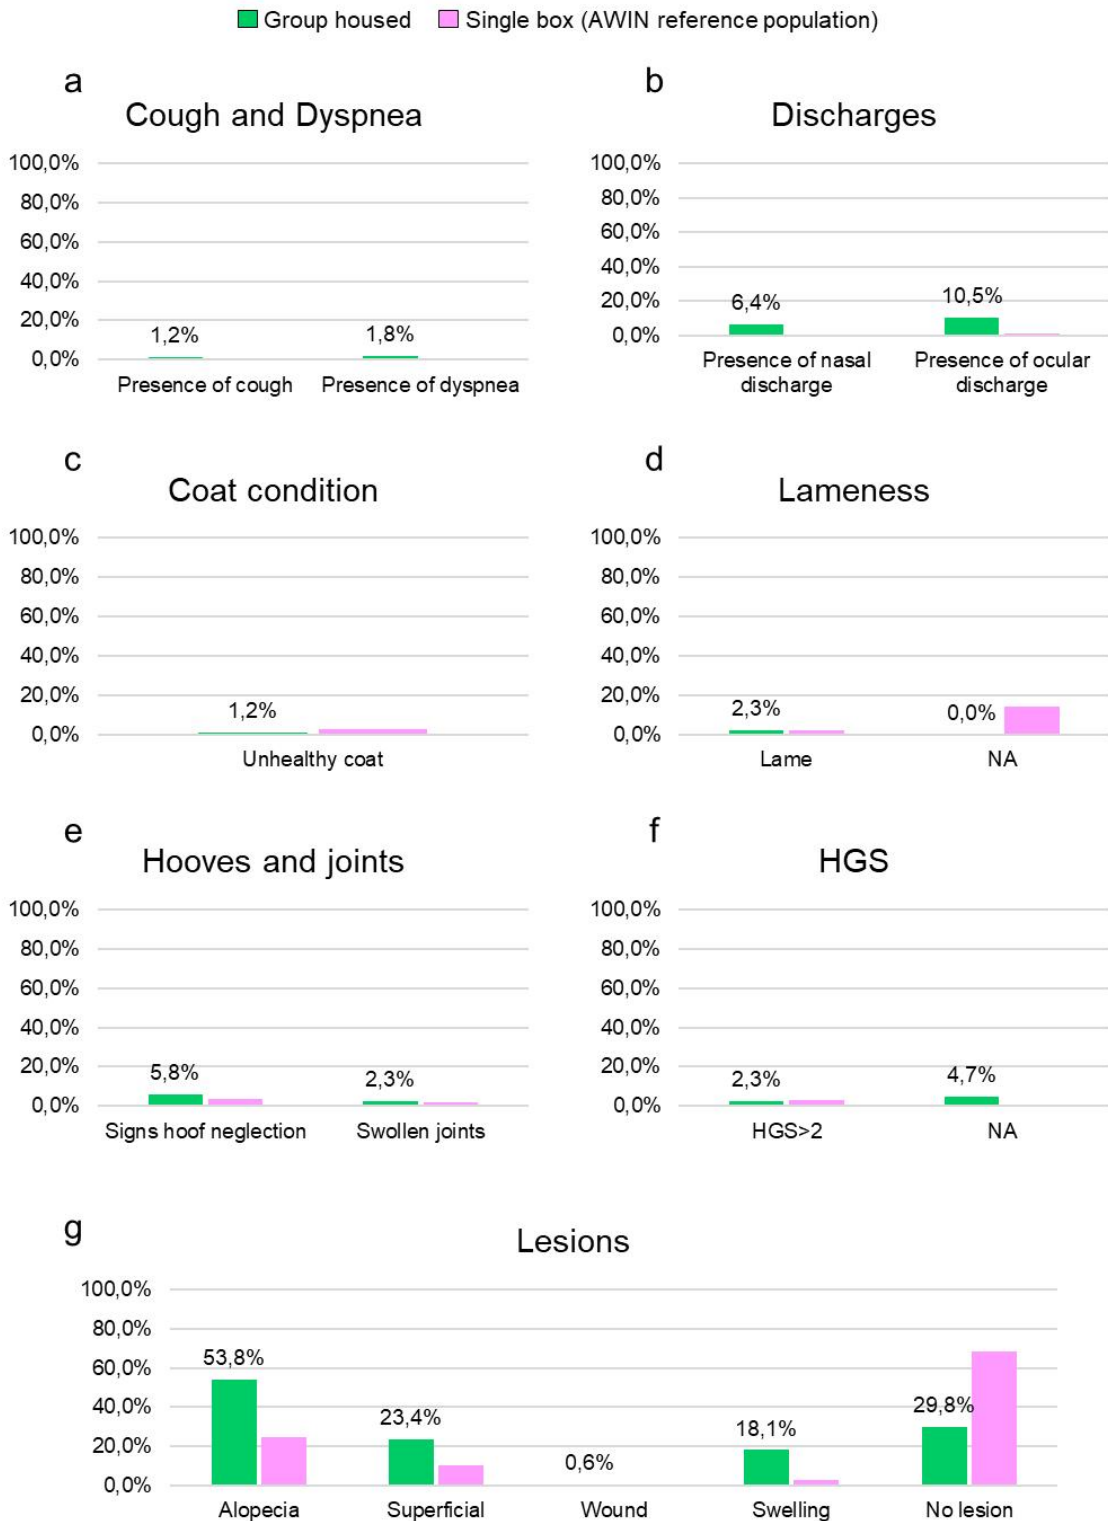 Group housed Single box (AWIN reference population)
a
Cough and Dyspnea
100,0%
80,0%
60,0%
40,0%
20,0%
0,0%
1,2%
1,8%
Presence of cough
Presence of dyspnea
b
Discharges
100,0%
80,0%
60,0%
40,0%
20,0%
0,0%
6,4%
10,5%
Presence of nasal
discharge
Presence of ocular
discharge
c
Coat condition
100,0%
80,0%
60,0%
40,0%
20,0%
0,0%
1,2%
Unhealthy coat
d
Lameness
100,0%
80,0%
60,0%
40,0%
20,0%
0,0%
2,3%
0,0%
Lame
NA
e
Hooves and joints
100,0%
80,0%
60,0%
40,0%
20,0%
0,0%
5,8%
2,3%
Signs hoof neglection
Swollen joints
f
HGS
100,0%
80,0%
60,0%
40,0%
20,0%
0,0%
2,3%
4,7%
HGS>2
NA
g
Lesions
100,0%
80,0%
60,0%
40,0%
20,0%
0,0%
53,8%
23,4%
0,6%
18,1%
29,8%
Alopecia
Superficial
Wound
Swelling
No lesion